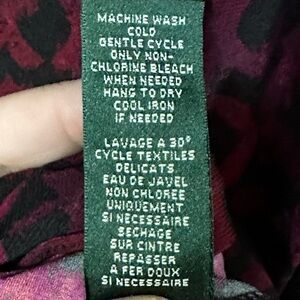 MACHINE WASH
COLD
GENTLE CYCLE
ONLY NON-
CHLORINE BLEACH
WHEN NEEDED
HANG TO DRY
COOL IRON
IF NEEDED
LAVAGE A 30°
CYCLE TEXTILES
DELICATS
EAU DE JAVEL
NON CHLOREE
UNIQUEMENT
SI NECESSAIRE
SECHAGE
SUR CINTRE
REPASSER
A FER DOUX
SI NECESSAIRE